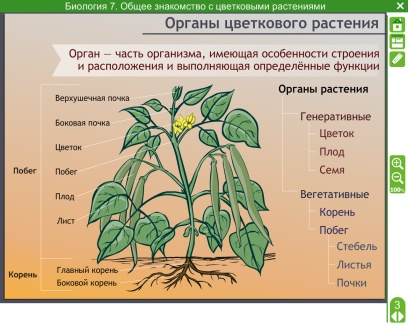 Биология 7. Общее знакомство с цветковыми растениями
Органы цветкового растения
Орган — часть организма, имеющая особенности строения
и расположения и выполняющая определённые функции
Верхушечная почка
Боковая почка
Цветок
Побег
Побег
Плод
Лист
Корень
Главный корень
Боковой корень
Органы растения
Генеративные
Цветок
Плод
Семя
Вегетативные
Корень
Побег
Стебель
Листья
Почки
100%
3